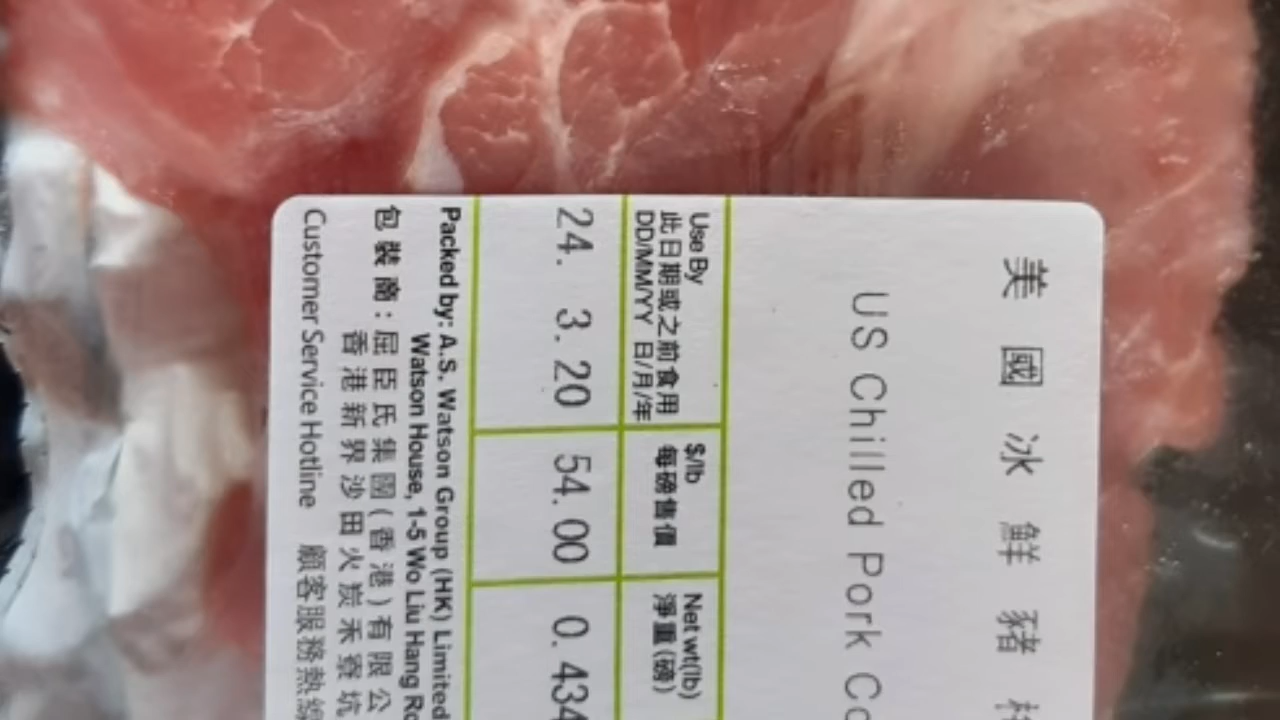 美國冰鮮豬
US Chilled Pork
Use By
此日期或之前食用
DD/MM/YY 日/月/年
$/lb
每磅售價
Net wt(lb)
淨重(磅)
24. 3. 20
54. 00
0. 434
Packed by: A.S. Watson Group (HK) Limited
Watson House, 1-5 Wo Liu Hang
包裝商：屈臣氏集團(香港)有限公
香港新界沙田火炭禾寮坑
Customer Service Hotline 顧客服務熱線